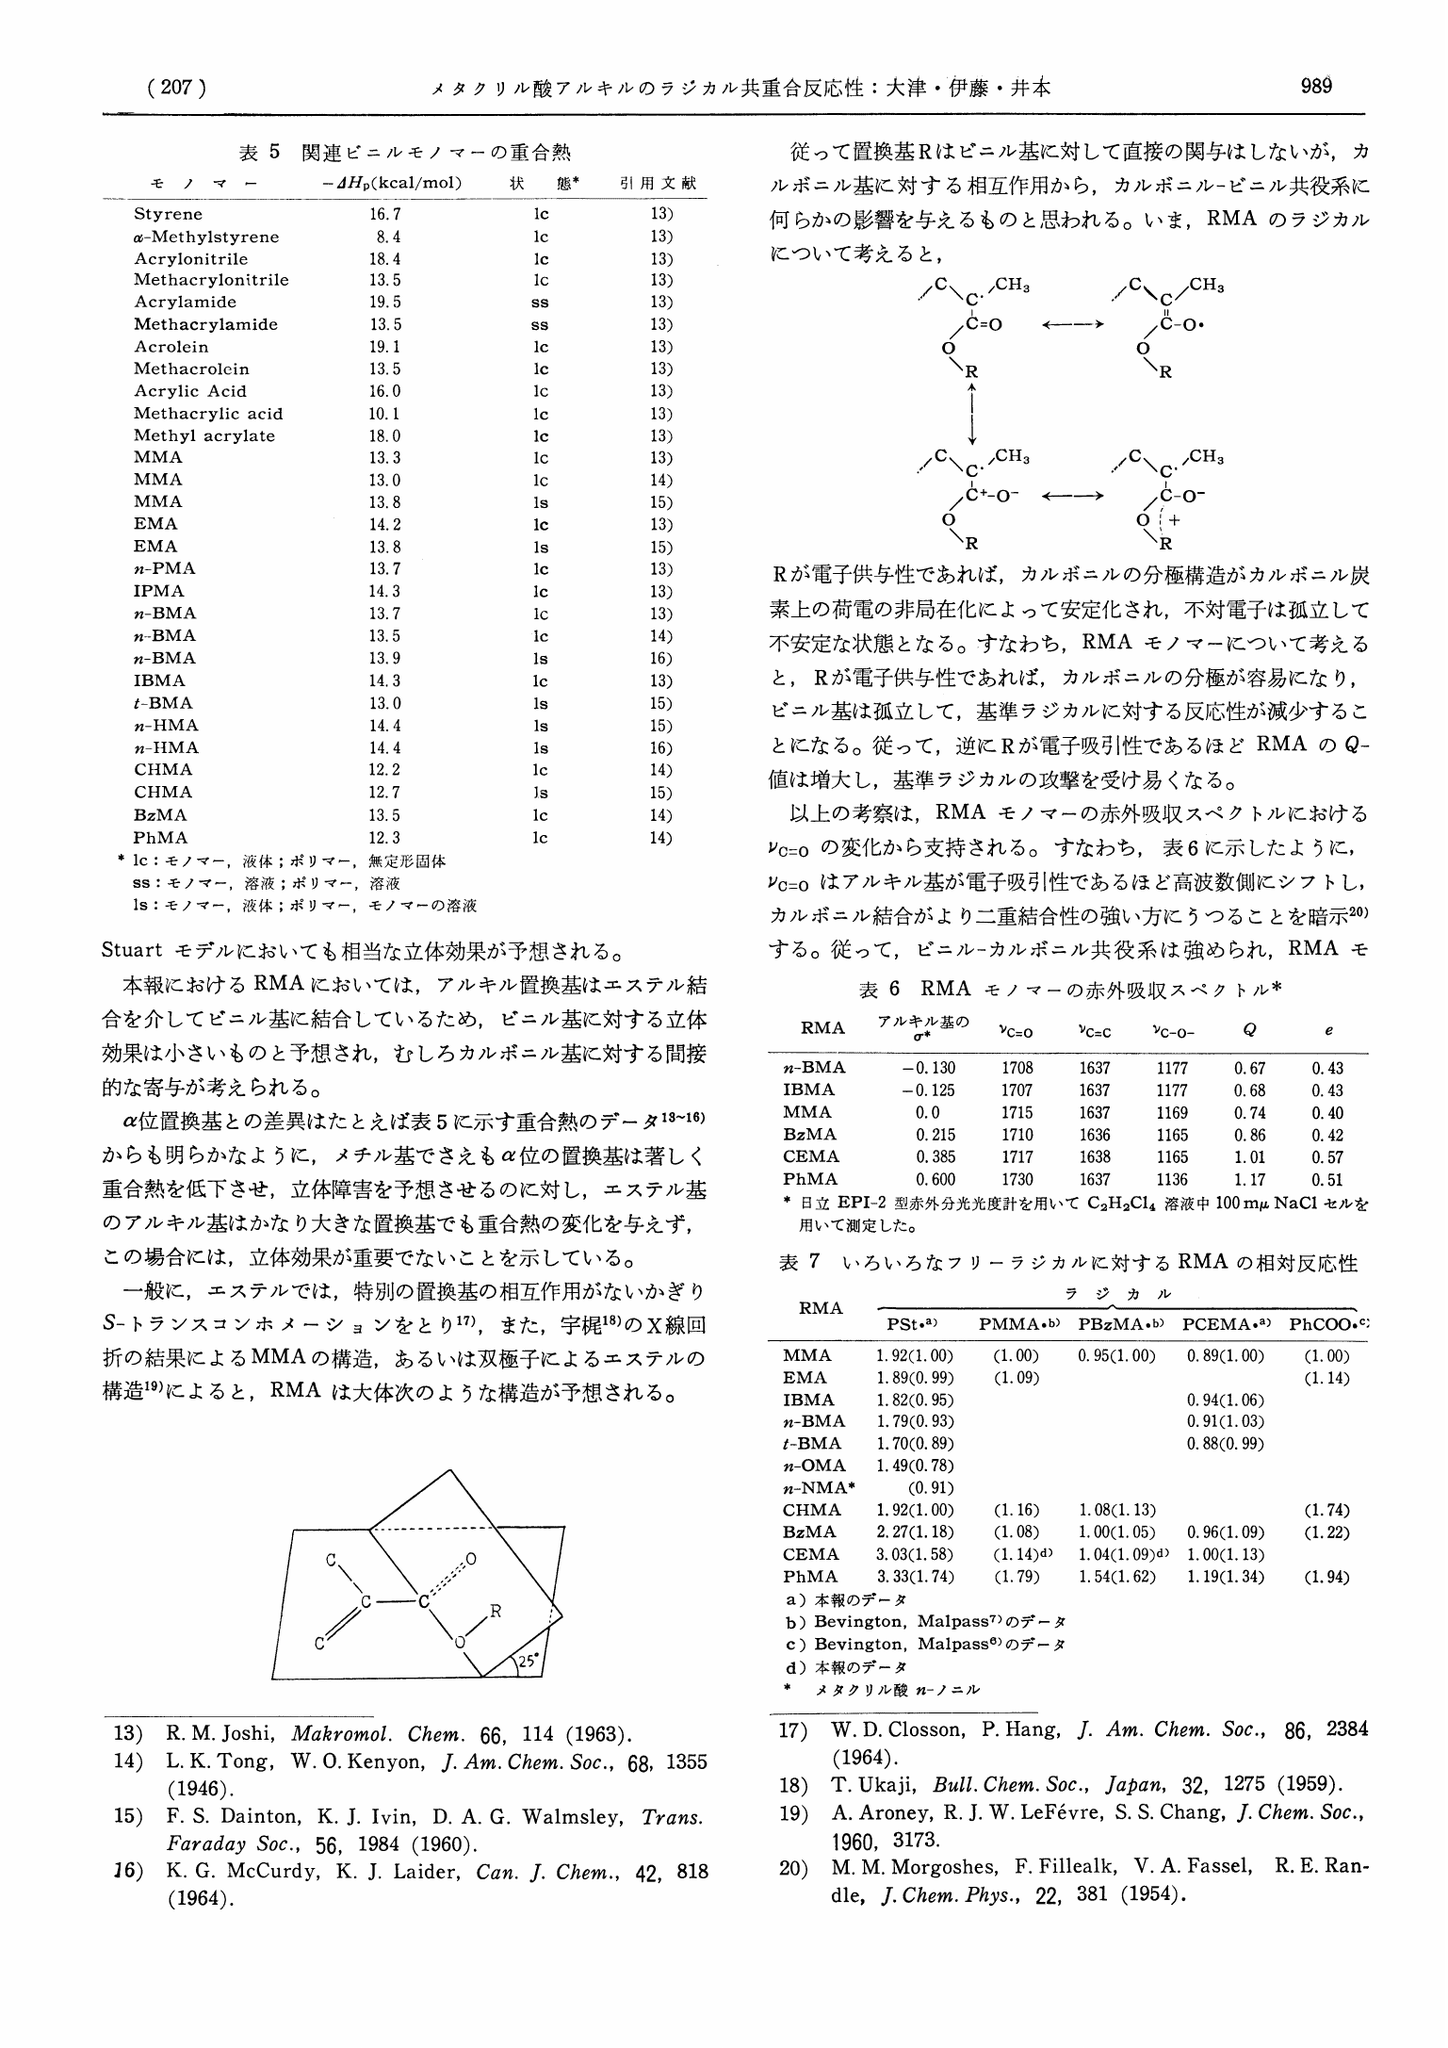 (207)
メタクリル酸アルキルのラジカル共重合反応性：大津・伊藤・井本
989
表 5 関連ビニルモノマーの重合熱
モノマー －ΔHp(kcal/mol) 状態* 引用文献
Styrene 16.7 lc 13)
α-Methylstyrene 8.4 lc 13)
Acrylonitrile 18.4 lc 13)
Methacrylonitrile 13.5 lc 13)
Acrylamide 19.5 ss 13)
Methacrylamide 13.5 ss 13)
Acrolein 19.1 lc 13)
Methacrolein 13.5 lc 13)
Acrylic Acid 16.0 lc 13)
Methacrylic acid 10.1 lc 13)
Methyl acrylate 18.0 lc 13)
MMA 13.3 lc 13)
MMA 13.0 lc 14)
MMA 13.8 ls 15)
EMA 14.2 lc 13)
EMA 13.8 ls 15)
n-PMA 13.7 lc 13)
IPMA 14.3 lc 13)
n-BMA 13.7 lc 13)
n-BMA 13.5 lc 14)
n-BMA 13.9 ls 16)
IBMA 14.3 lc 13)
t-BMA 13.0 ls 15)
n-HMA 14.4 ls 15)
n-HMA 14.4 ls 16)
CHMA 12.2 lc 14)
CHMA 12.7 ls 15)
BzMA 13.5 lc 14)
PhMA 12.3 lc 14)
* lc：モノマー，液体；ポリマー，無定形固体
ss：モノマー，溶液；ポリマー，溶液
ls：モノマー，液体；ポリマー，モノマーの溶液
Stuart モデルにおいても相当な立体効果が予想される。
本報における RMA においては，アルキル置換基はエステル結
合を介してビニル基に結合しているため，ビニル基に対する立体
効果は小さいものと予想され，むしろカルボニル基に対する間接
的な寄与が考えられる。
α位置換基との差異はたとえば表5に示す重合熱のデータ13~16)
からも明らかなように，メチル基でさえもα位の置換基は著しく
重合熱を低下させ，立体障害を予想させるのに対し，エステル基
のアルキル基はかなり大きな置換基でも重合熱の変化を与えず，
この場合には，立体効果が重要でないことを示している。
一般に，エステルでは，特別の置換基の相互作用がないかぎり
S-トランスコンホメーションをとり17)，また，宇梶18)のX線回
折の結果によるMMAの構造，あるいは双極子によるエステルの
構造19)によると，RMA は大体次のような構造が予想される。
C
O
C
C
R
C
O
25°
13) R. M. Joshi, Makromol. Chem. 66, 114 (1963).
14) L. K. Tong, W. O. Kenyon, J. Am. Chem. Soc., 68, 1355
(1946).
15) F. S. Dainton, K. J. Ivin, D. A. G. Walmsley, Trans.
Faraday Soc., 56, 1984 (1960).
16) K. G. McCurdy, K. J. Laider, Can. J. Chem., 42, 818
(1964).
従って置換基Rはビニル基に対して直接の関与はしないが，カ
ルボニル基に対する相互作用から，カルボニル-ビニル共役系に
何らかの影響を与えるものと思われる。いま，RMA のラジカル
について考えると，
C CH3 C CH3
C· C
C=O ←→ C-O•
O O
R R
C CH3 C CH3
C· C·
C+-O- ←→ C-O-
O O +
R R
Rが電子供与性であれば，カルボニルの分極構造がカルボニル炭
素上の荷電の非局在化によって安定化され，不対電子は孤立して
不安定な状態となる。すなわち，RMA モノマーについて考える
と，Rが電子供与性であれば，カルボニルの分極が容易になり，
ビニル基は孤立して，基準ラジカルに対する反応性が減少するこ
とになる。従って，逆にRが電子吸引性であるほど RMA の Q-
値は増大し，基準ラジカルの攻撃を受け易くなる。
以上の考察は，RMA モノマーの赤外吸収スペクトルにおける
νC=O の変化から支持される。すなわち，表6に示したように，
νC=O はアルキル基が電子吸引性であるほど高波数側にシフトし，
カルボニル結合がより二重結合性の強い方にうつることを暗示20)
する。従って，ビニル-カルボニル共役系は強められ，RMA モ
表 6 RMA モノマーの赤外吸収スペクトル*
RMA アルキル基のσ* νC=O νC=C νC-O- Q e
n-BMA －0.130 1708 1637 1177 0.67 0.43
IBMA －0.125 1707 1637 1177 0.68 0.43
MMA 0.0 1715 1637 1169 0.74 0.40
BzMA 0.215 1710 1636 1165 0.86 0.42
CEMA 0.385 1717 1638 1165 1.01 0.57
PhMA 0.600 1730 1637 1136 1.17 0.51
* 日立 EPI-2 型赤外分光光度計を用いて C2H2Cl4 溶液中 100 mμ NaCl セルを
用いて測定した。
表 7 いろいろなフリーラジカルに対する RMA の相対反応性
RMA ラジカル
PSt•a) PMMA•b) PBzMA•b) PCEMA•a) PhCOO•c)
MMA 1.92(1.00) (1.00) 0.95(1.00) 0.89(1.00) (1.00)
EMA 1.89(0.99) (1.09) (1.14)
IBMA 1.82(0.95) 0.94(1.06)
n-BMA 1.79(0.93) 0.91(1.03)
t-BMA 1.70(0.89) 0.88(0.99)
n-OMA 1.49(0.78)
n-NMA* (0.91)
CHMA 1.92(1.00) (1.16) 1.08(1.13) (1.74)
BzMA 2.27(1.18) (1.08) 1.00(1.05) 0.96(1.09) (1.22)
CEMA 3.03(1.58) (1.14)d) 1.04(1.09)d) 1.00(1.13)
PhMA 3.33(1.74) (1.79) 1.54(1.62) 1.19(1.34) (1.94)
a) 本報のデータ
b) Bevington, Malpass7)のデータ
c) Bevington, Malpass6)のデータ
d) 本報のデータ
* メタクリル酸 n-ノニル
17) W. D. Closson, P. Hang, J. Am. Chem. Soc., 86, 2384
(1964).
18) T. Ukaji, Bull. Chem. Soc., Japan, 32, 1275 (1959).
19) A. Aroney, R. J. W. LeFévre, S. S. Chang, J. Chem. Soc.,
1960, 3173.
20) M. M. Morgoshes, F. Fillealk, V. A. Fassel, R. E. Ran-
dle, J. Chem. Phys., 22, 381 (1954).